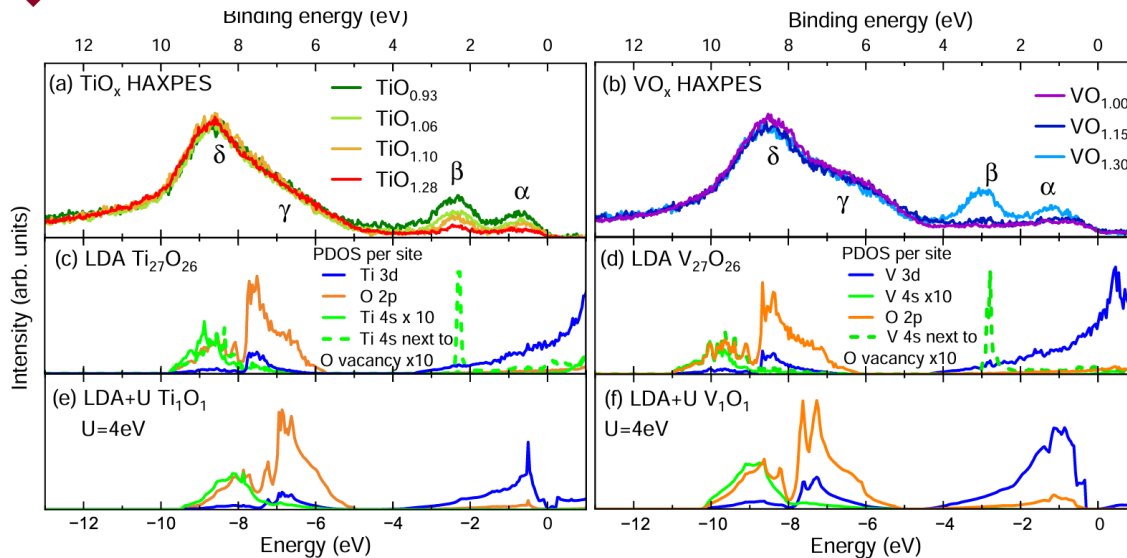 Binding energy (eV)
12 10 8 6 4 2 0
Binding energy (eV)
12 10 8 6 4 2 0
Intensity (arb. units)
(a) TiOₓ HAXPES
TiO₀.₉₃
TiO₁.₀₆
TiO₁.₁₀
TiO₁.₂₈
δ
γ
β
α
(b) VOₓ HAXPES
VO₁.₀₀
VO₁.₁₅
VO₁.₃₀
δ
γ
β
α
(c) LDA Ti₂₇O₂₆
PDOS per site
Ti 3d
O 2p
Ti 4s x 10
Ti 4s next to
O vacancy x10
(d) LDA V₂₇O₂₆
PDOS per site
V 3d
V 4s x10
O 2p
V 4s next to
O vacancy x10
(e) LDA+U Ti₁O₁
U=4eV
(f) LDA+U V₁O₁
U=4eV
−12 −10 −8 −6 −4 −2 0
Energy (eV)
−12 −10 −8 −6 −4 −2 0
Energy (eV)